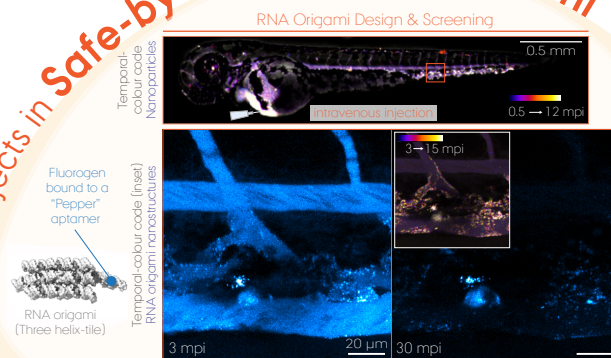 jects in Safe-by
RNA Origami Design & Screening
Temporal-
colour code
Nanoparticles
0.5 mm
intravenous injection
0.5 → 12 mpi
Fluorogen
bound to a
“Pepper”
aptamer
RNA origami
(Three helix-tile)
Temporal-colour code (inset)
RNA origami nanostructures
3 mpi
20 µm
3→15 mpi
30 mpi